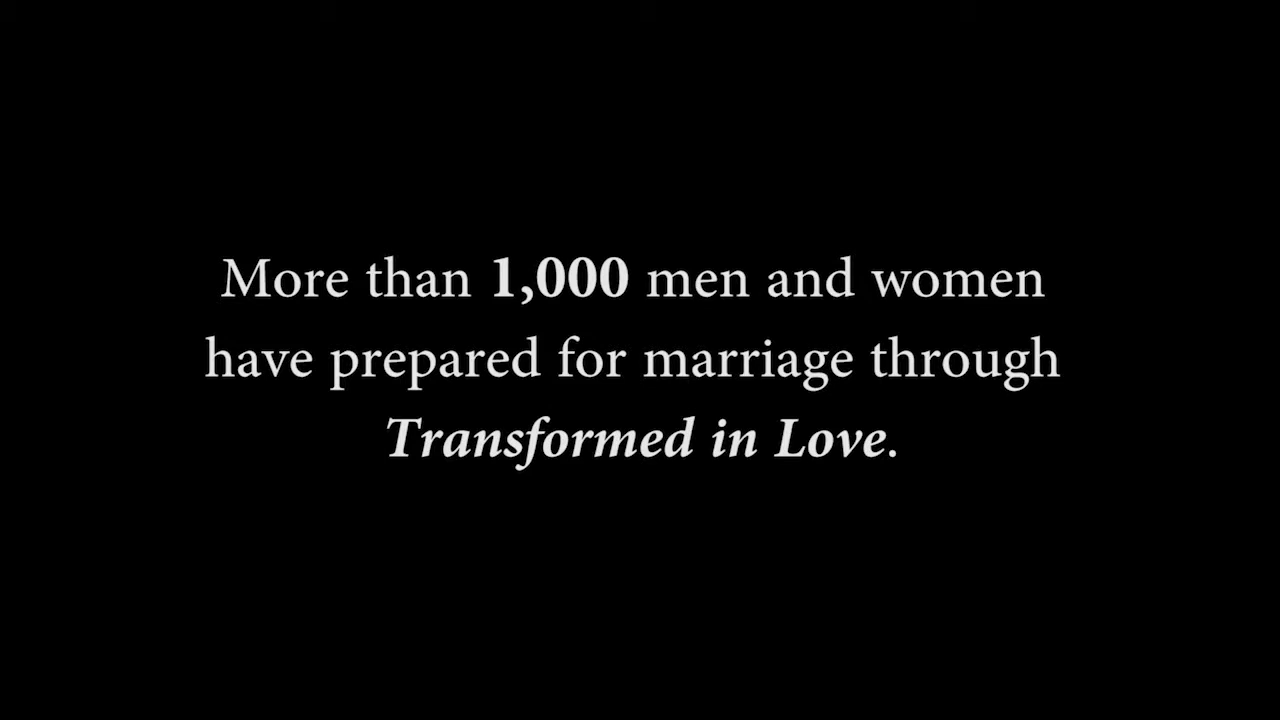 More than 1,000 men and women
have prepared for marriage through
Transformed in Love.